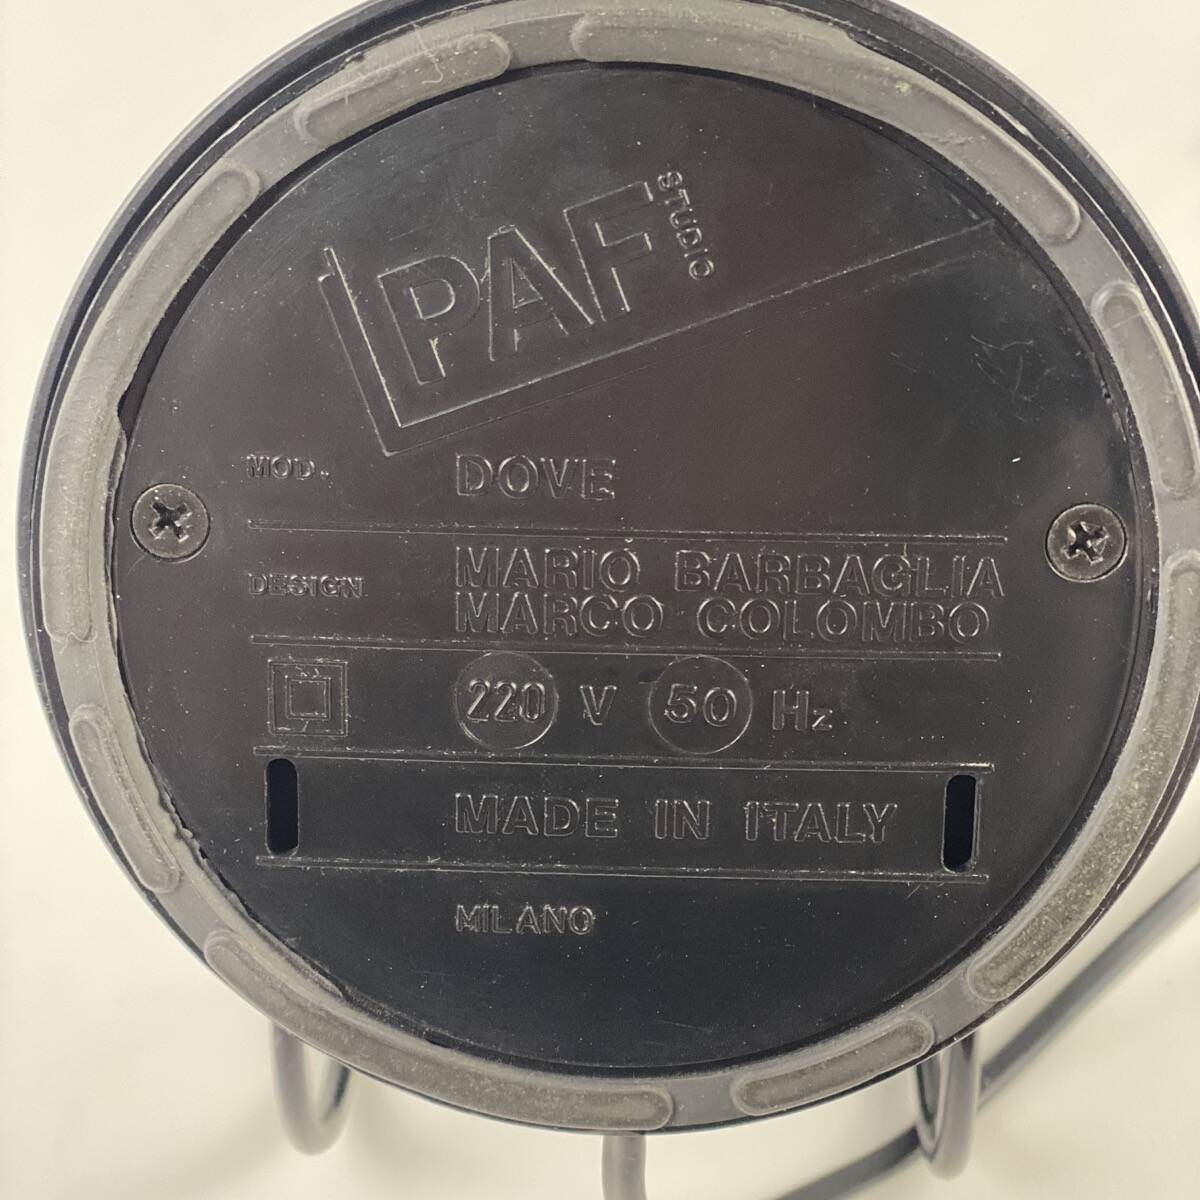 PAF STUDIO
MOD. DOVE
DESIGN MARIO BARBAGLIA
MARCO COLOMBO
220 V 50 Hz
MADE IN ITALY
MILANO